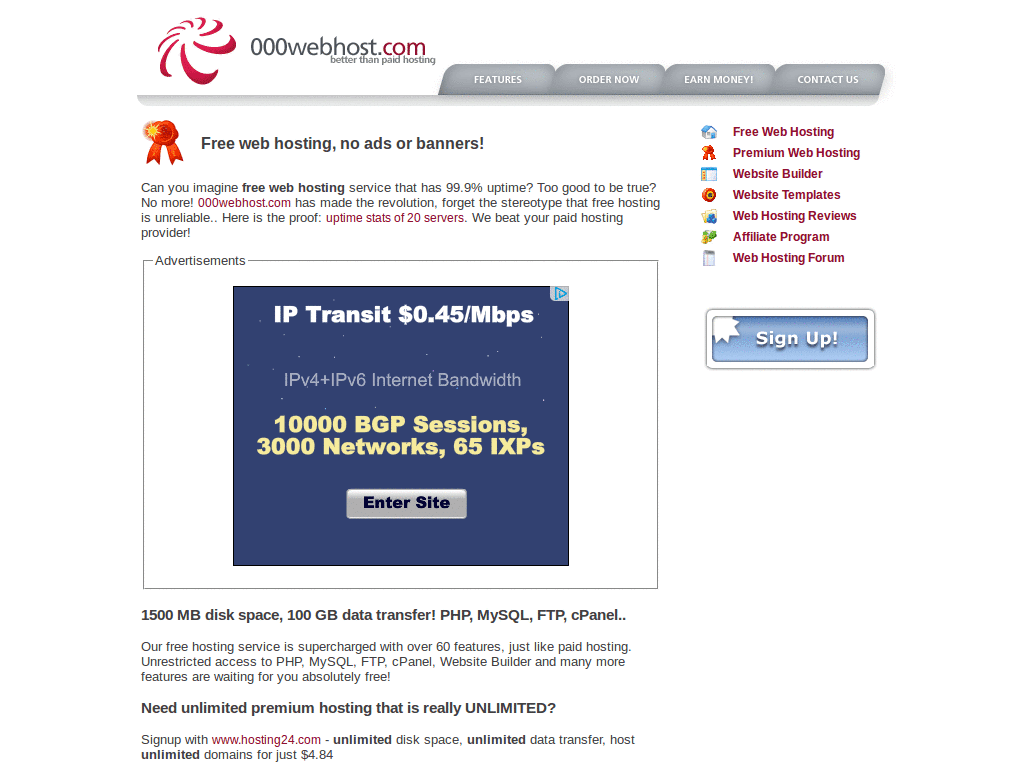 000webhost.com
better than paid hosting
FEATURES
ORDER NOW
EARN MONEY!
CONTACT US
Free web hosting, no ads or banners!
Can you imagine free web hosting service that has 99.9% uptime? Too good to be true?
No more! 000webhost.com has made the revolution, forget the stereotype that free hosting
is unreliable.. Here is the proof: uptime stats of 20 servers. We beat your paid hosting
provider!
Advertisements
IP Transit $0.45/Mbps
IPv4+IPv6 Internet Bandwidth
10000 BGP Sessions,
3000 Networks, 65 IXPs
Enter Site
1500 MB disk space, 100 GB data transfer! PHP, MySQL, FTP, cPanel..
Our free hosting service is supercharged with over 60 features, just like paid hosting.
Unrestricted access to PHP, MySQL, FTP, cPanel, Website Builder and many more
features are waiting for you absolutely free!
Need unlimited premium hosting that is really UNLIMITED?
Signup with www.hosting24.com - unlimited disk space, unlimited data transfer, host
unlimited domains for just $4.84
Free Web Hosting
Premium Web Hosting
Website Builder
Website Templates
Web Hosting Reviews
Affiliate Program
Web Hosting Forum
Sign Up!